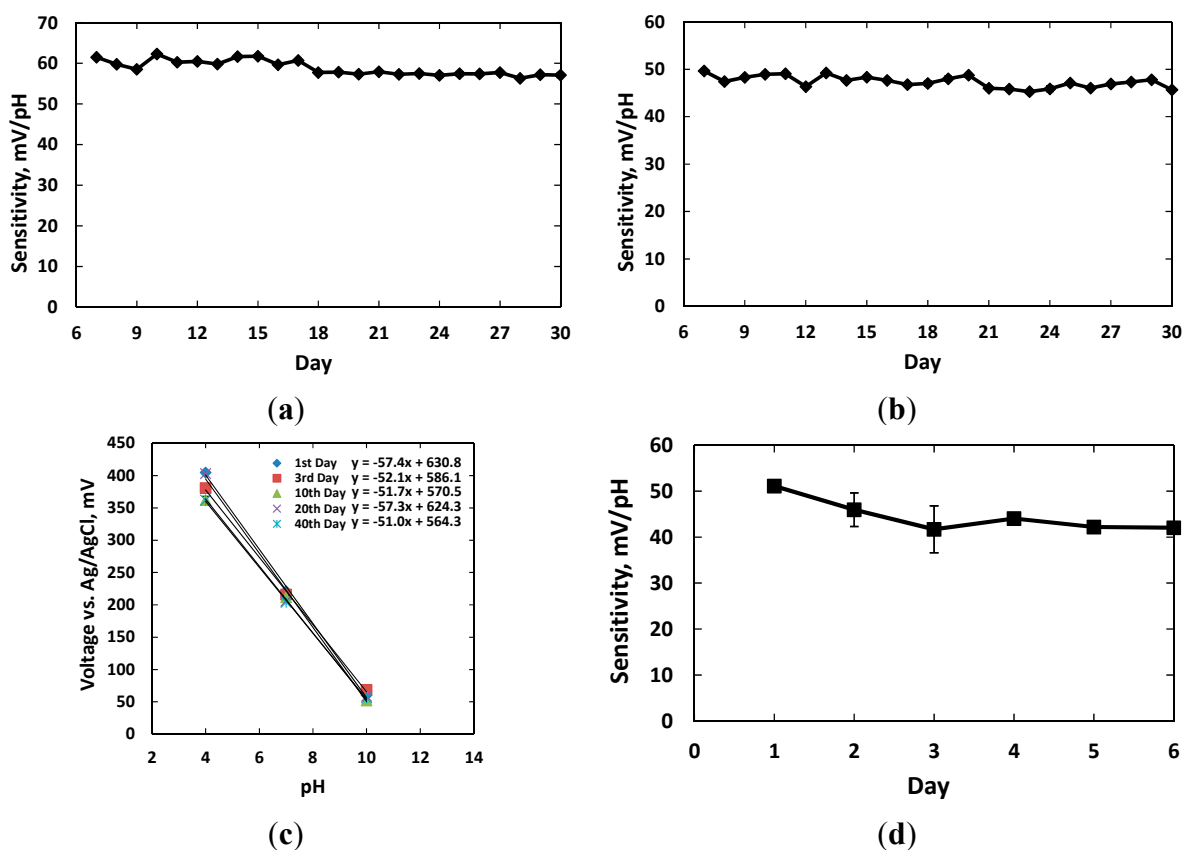 70
60
50
40
30
20
10
0
Sensitivity, mV/pH
6 9 12 15 18 21 24 27 30
Day
(a)
60
50
40
30
20
10
0
Sensitivity, mV/pH
6 9 12 15 18 21 24 27 30
Day
(b)
450
400
350
300
250
200
150
100
50
0
Voltage vs. Ag/AgCl, mV
1st Day y = -57.4x + 630.8
3rd Day y = -52.1x + 586.1
10th Day y = -51.7x + 570.5
20th Day y = -57.3x + 624.3
40th Day y = -51.0x + 564.3
2 4 6 8 10 12 14
pH
(c)
60
50
40
30
20
10
0
Sensitivity, mV/pH
0 1 2 3 4 5 6
Day
(d)